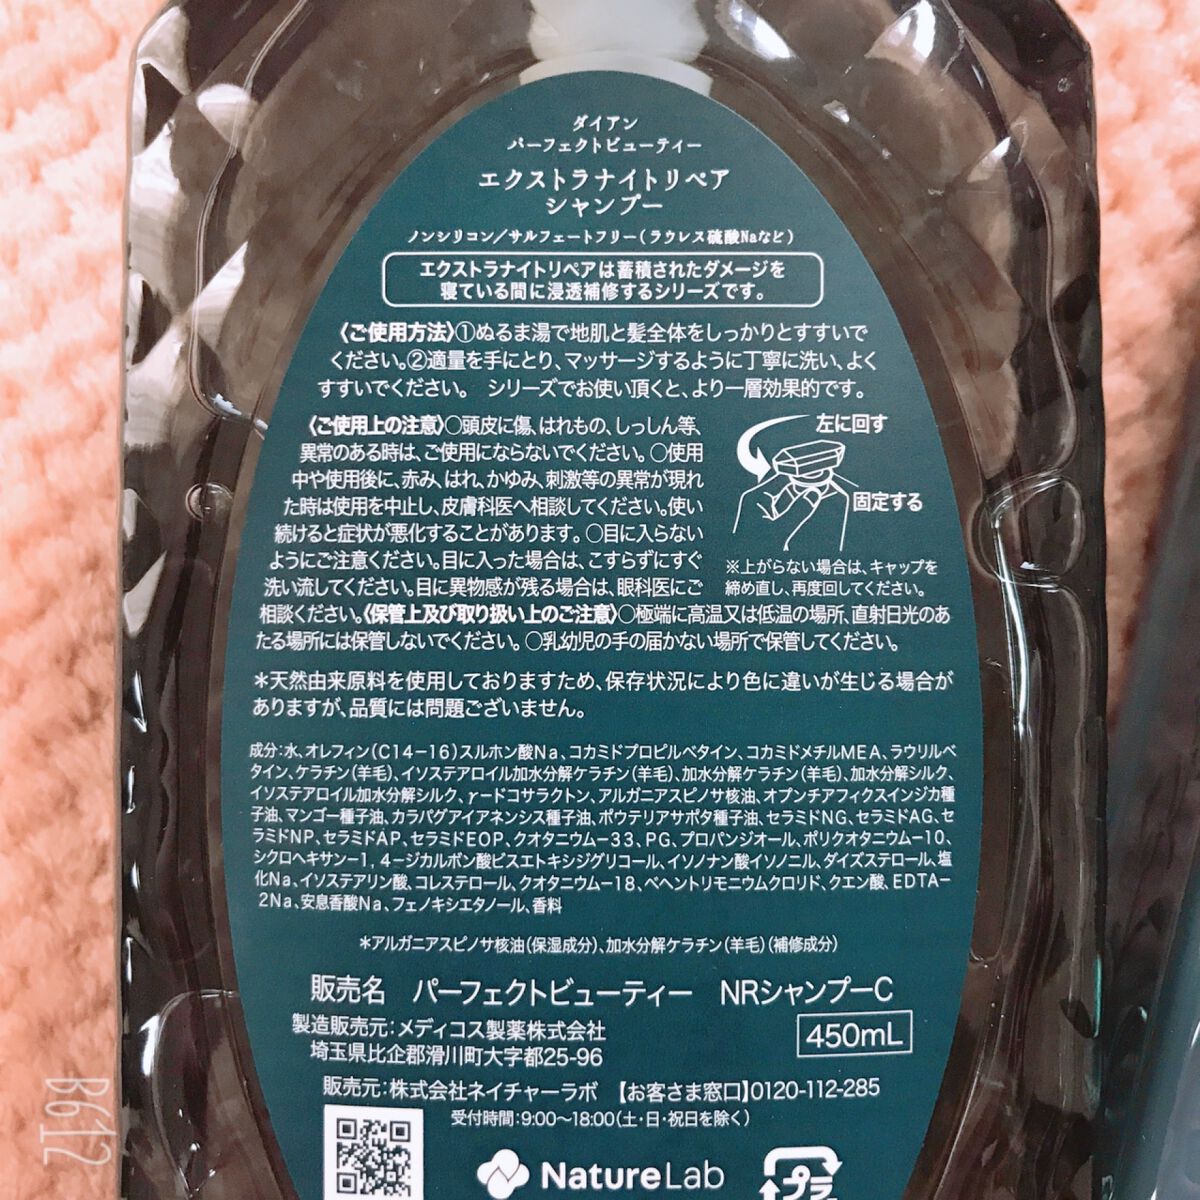 ダイアン
パーフェクトビューティー
エクストラナイトリペア
シャンプー
ノンシリコン／サルフェートフリー（ラウレス硫酸Naなど）
エクストラナイトリペアは蓄積されたダメージを
寝ている間に浸透補修するシリーズです。
〈ご使用方法〉①ぬるま湯で地肌と髪全体をしっかりとすすいで
ください。②適量を手にとり、マッサージするように丁寧に洗い、よく
すすいでください。 シリーズでお使い頂くと、より一層効果的です。
〈ご使用上の注意〉○頭皮に傷、はれもの、しっしん等、
異常のある時は、ご使用にならないでください。○使用
中や使用後に、赤み、はれ、かゆみ、刺激等の異常が現れ
た時は使用を中止し、皮膚科医へ相談してください。使い
続けると症状が悪化することがあります。○目に入らない
ようにご注意ください。目に入った場合は、こすらずにすぐ
洗い流してください。目に異物感が残る場合は、眼科医にご
相談ください。〈保管上及び取り扱い上のご注意〉○極端に高温又は低温の場所、直射日光のあ
たる場所には保管しないでください。○乳幼児の手の届かない場所で保管してください。
左に回す
固定する
※上がらない場合は、キャップを
締め直し、再度回してください。
＊天然由来原料を使用しておりますため、保存状況により色に違いが生じる場合が
ありますが、品質には問題ございません。
成分：水、オレフィン（C14－16）スルホン酸Na、コカミドプロピルベタイン、コカミドメチルMEA、ラウリルベ
タイン、ケラチン（羊毛）、イソステアロイル加水分解ケラチン（羊毛）、加水分解ケラチン（羊毛）、加水分解シルク、
イソステアロイル加水分解シルク、γードコサラクトン、アルガニアスピノサ核油、オプンチアフィクスインジカ種
子油、マンゴー種子油、カラパグアイアネンシス種子油、ポウテリアサポタ種子油、セラミドNG、セラミドAG、セ
ラミドNP、セラミドAP、セラミドEOP、クオタニウム－33、PG、プロパンジオール、ポリクオタニウム－10、
シクロヘキサン－1, 4－ジカルボン酸ビスエトキシジグリコール、イソノナン酸イソノニル、ダイズステロール、塩
化Na、イソステアリン酸、コレステロール、クオタニウム－18、ベヘントリモニウムクロリド、クエン酸、EDTA－
2Na、安息香酸Na、フェノキシエタノール、香料
＊アルガニアスピノサ核油（保湿成分）、加水分解ケラチン（羊毛）（補修成分）
販売名 パーフェクトビューティー NRシャンプーC
製造販売元：メディコス製薬株式会社
埼玉県比企郡滑川町大字都25-96
450mL
販売元：株式会社ネイチャーラボ 【お客さま窓口】0120-112-285
受付時間：9:00～18:00（土・日・祝日を除く）
NatureLab
プラ
B612